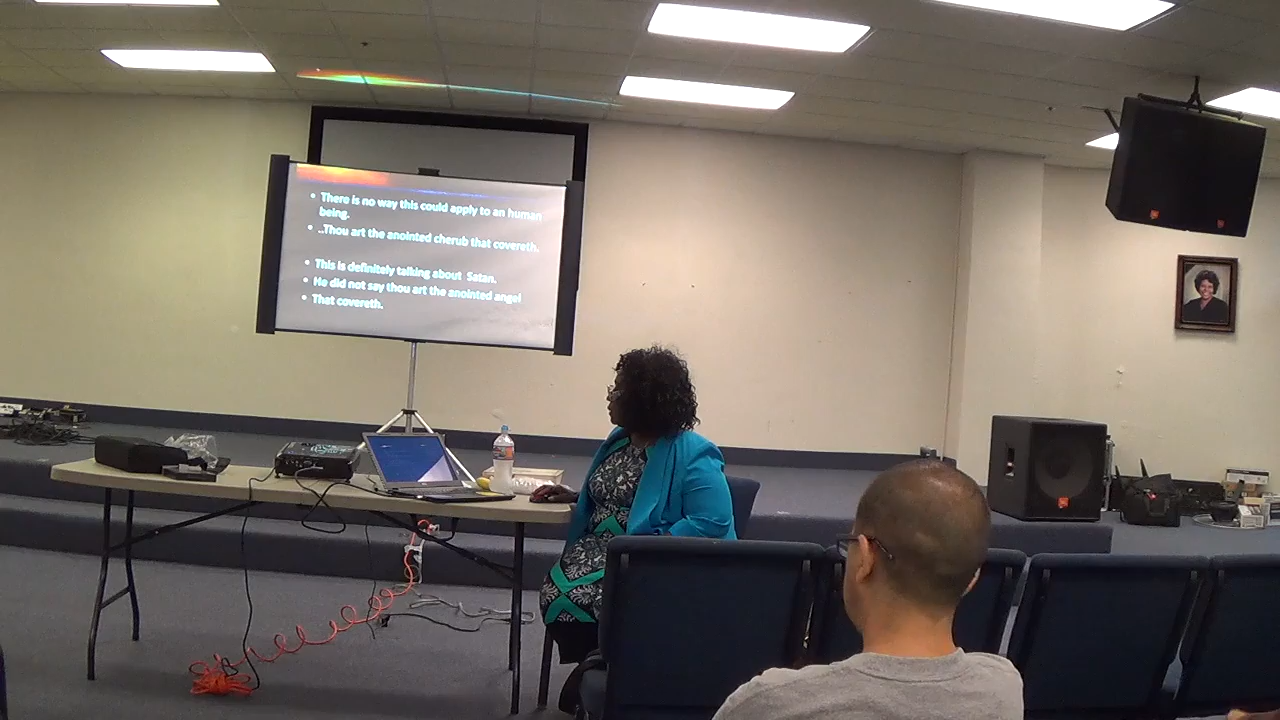 • There is no way this could apply to an human
being.
• ..Thou art the anointed cherub that covereth.
• This is definitely talking about Satan.
• He did not say thou art the anointed angel
• That covereth.